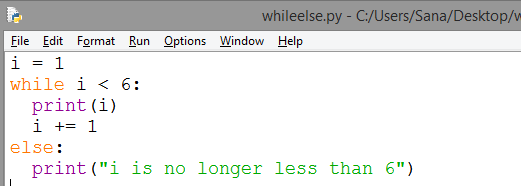 whileelse.py - C:/Users/Sana/Desktop/w
File Edit Format Run Options Window Help
i = 1
while i < 6:
  print(i)
  i += 1
else:
  print("i is no longer less than 6")